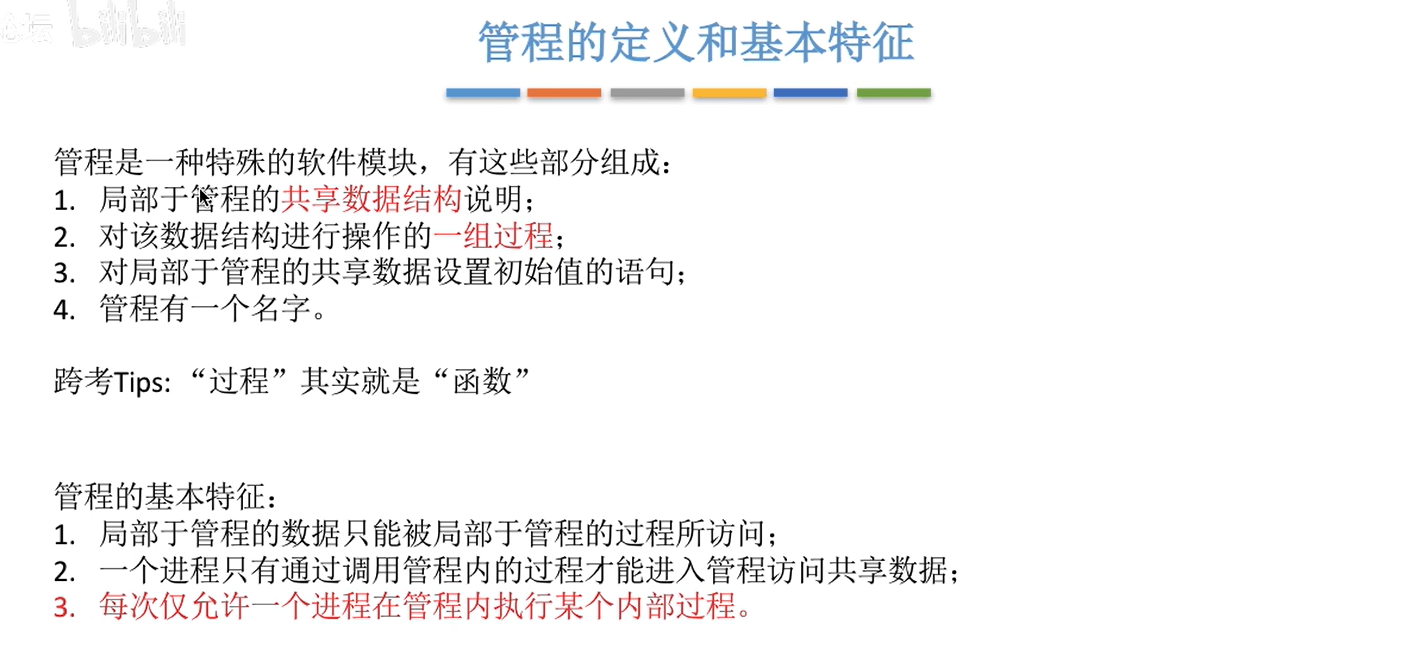 bilibili
管程的定义和基本特征
管程是一种特殊的软件模块，有这些部分组成：
1. 局部于管程的共享数据结构说明；
2. 对该数据结构进行操作的一组过程；
3. 对局部于管程的共享数据设置初始值的语句；
4. 管程有一个名字。
跨考Tips: “过程”其实就是“函数”
管程的基本特征：
1. 局部于管程的数据只能被局部于管程的过程所访问；
2. 一个进程只有通过调用管程内的过程才能进入管程访问共享数据；
3. 每次仅允许一个进程在管程内执行某个内部过程。